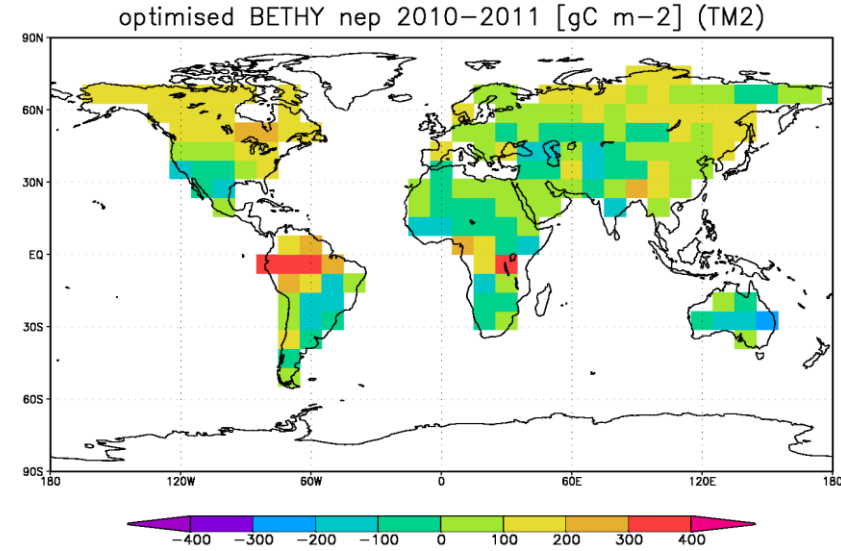 optimised BETHY nep 2010−2011 [gC m−2] (TM2)
90N
60N
30N
EQ
30S
60S
90S
180 120W 60W 0 60E 120E 180
−400 −300 −200 −100 0 100 200 300 400